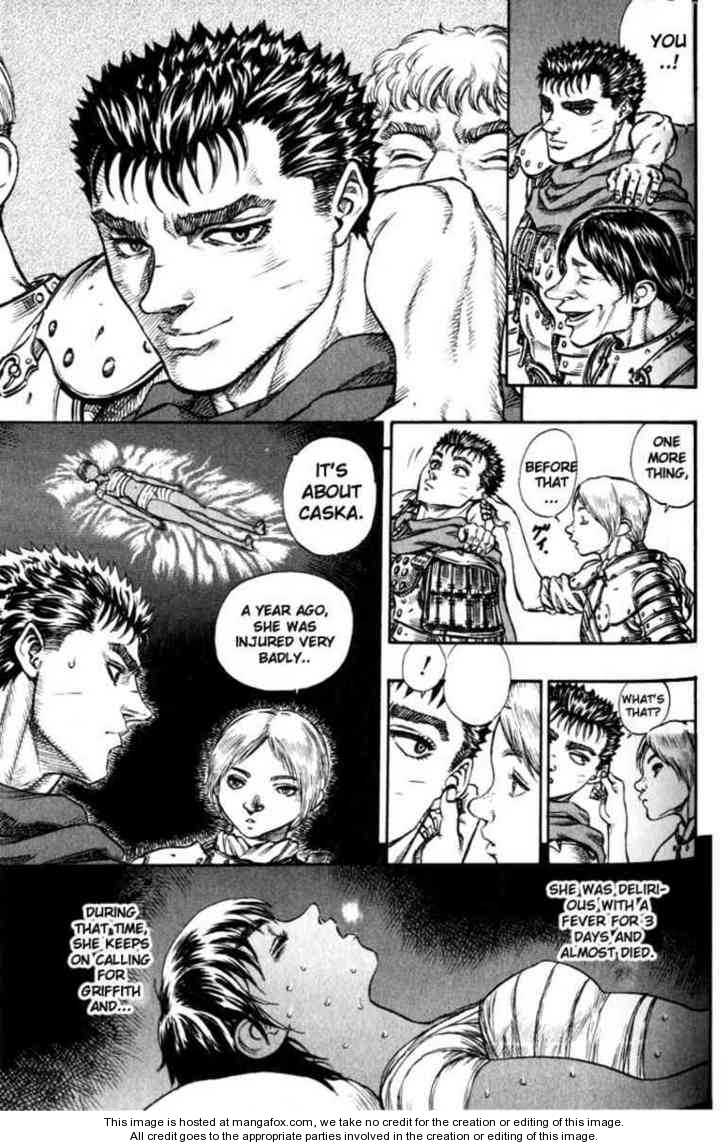 YOU
..!
ONE
MORE
THING,
BEFORE
THAT
...
WHAT'S
THAT?
!
IT'S
ABOUT
CASKA.
A YEAR AGO,
SHE WAS
INJURED VERY
BADLY..
SHE WAS DELIRI-
OUS WITH A
FEVER FOR 3
DAYS AND
ALMOST DIED.
DURING
THAT TIME,
SHE KEEPS
ON CALLING
FOR
GRIFFITH
AND...
This image is hosted at mangafox.com, we take no credit for the creation or editing of this image.
All credit goes to the appropriate parties involved in the creation or editing of this image.